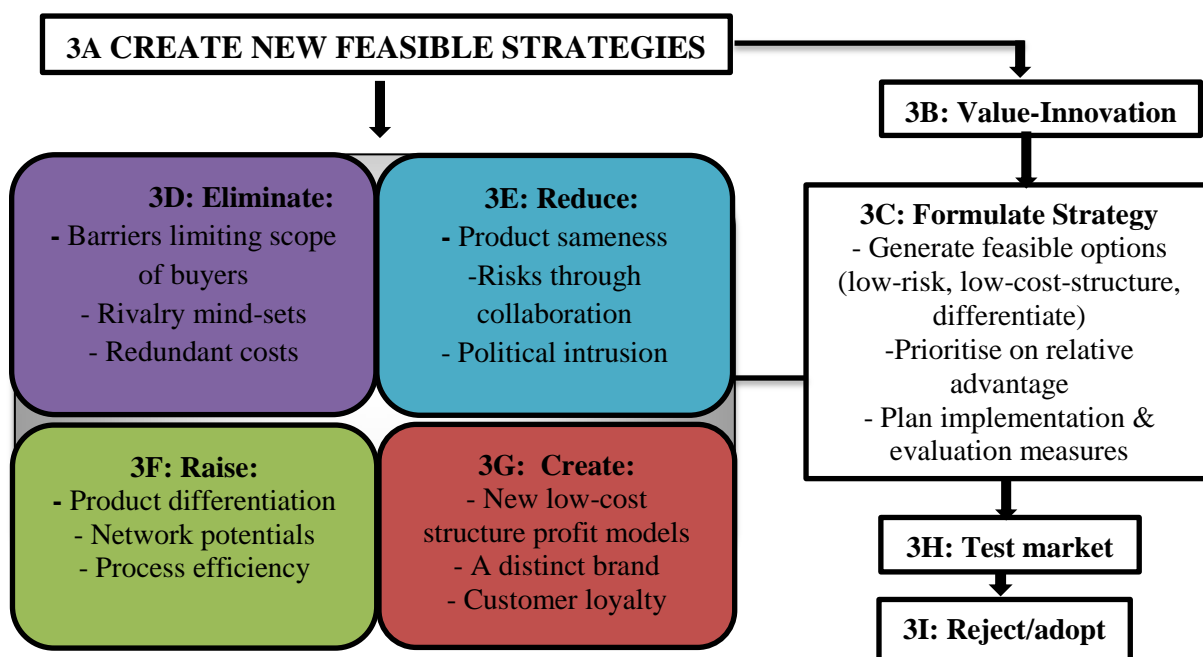 3A CREATE NEW FEASIBLE STRATEGIES
3B: Value-Innovation
3D: Eliminate:
- Barriers limiting scope
of buyers
- Rivalry mind-sets
- Redundant costs
3E: Reduce:
- Product sameness
-Risks through
collaboration
- Political intrusion
3C: Formulate Strategy
- Generate feasible options
(low-risk, low-cost-structure,
differentiate)
-Prioritise on relative
advantage
- Plan implementation &
evaluation measures
3F: Raise:
- Product differentiation
- Network potentials
- Process efficiency
3G: Create:
- New low-cost
structure profit models
- A distinct brand
- Customer loyalty
3H: Test market
3I: Reject/adopt